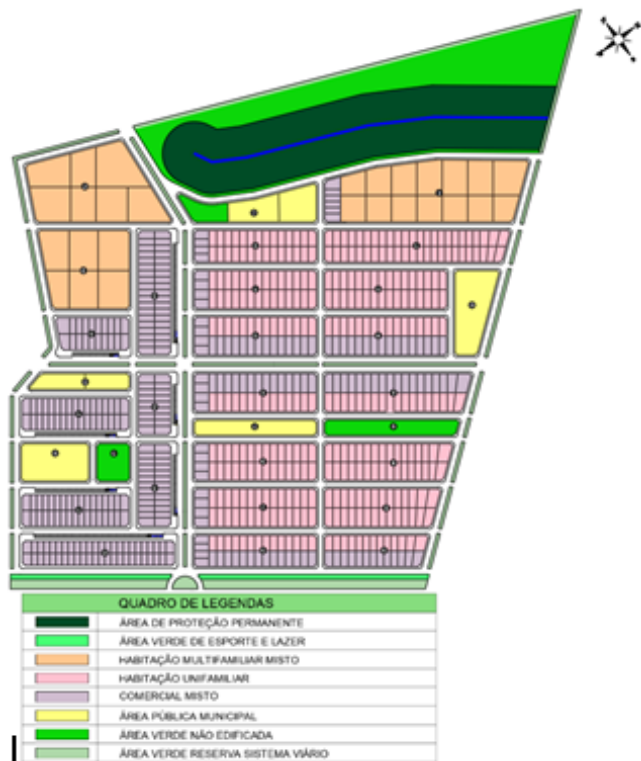 QUADRO DE LEGENDAS
ÁREA DE PROTEÇÃO PERMANENTE
ÁREA VERDE DE ESPORTE E LAZER
HABITAÇÃO MULTIFAMILIAR MISTO
HABITAÇÃO UNIFAMILIAR
COMERCIAL MISTO
ÁREA PÚBLICA MUNICIPAL
ÁREA VERDE NÃO EDIFICADA
ÁREA VERDE RESERVA SISTEMA VIÁRIO